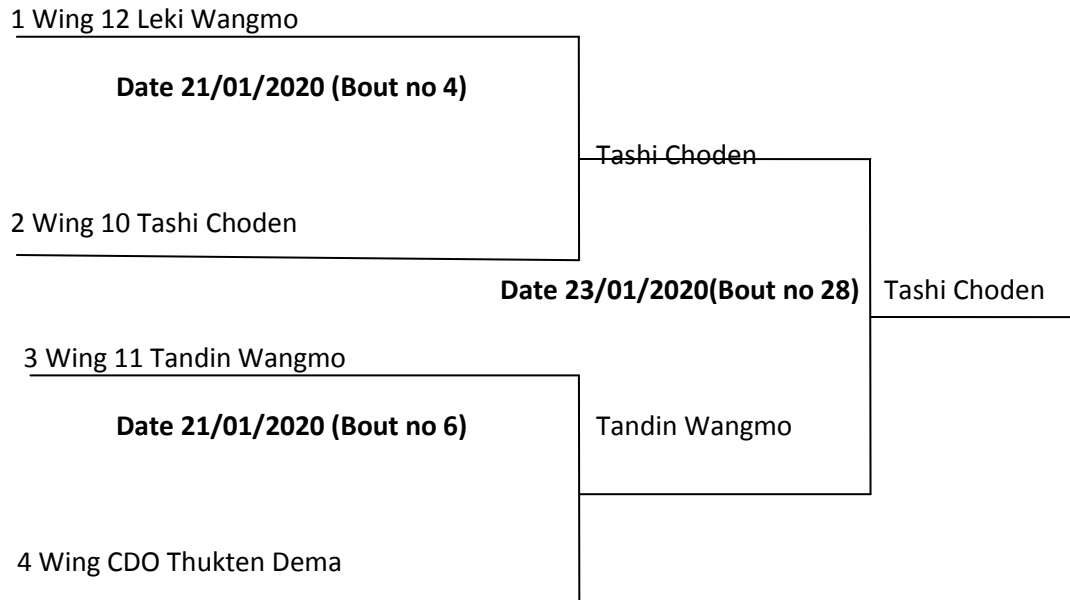 1 Wing 12 Leki Wangmo
Date 21/01/2020 (Bout no 4)
Tashi Choden
2 Wing 10 Tashi Choden
Date 23/01/2020(Bout no 28)
Tashi Choden
3 Wing 11 Tandin Wangmo
Date 21/01/2020 (Bout no 6)
Tandin Wangmo
4 Wing CDO Thukten Dema